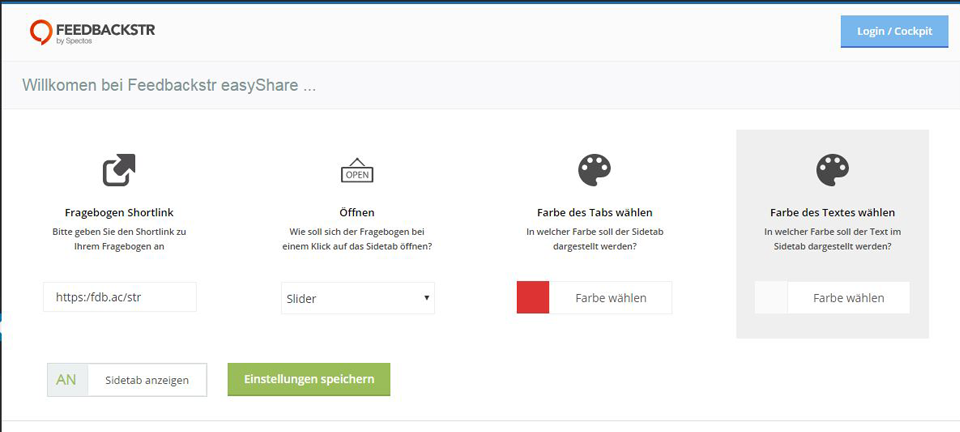 FEEDBACKSTR
by Spectos
Login / Cockpit
Willkomen bei Feedbackstr easyShare ...
OPEN
Fragebogen Shortlink
Bitte geben Sie den Shortlink zu
Ihrem Fragebogen an
https:/fdb.ac/str
Öffnen
Wie soll sich der Fragebogen bei
einem Klick auf das Sidetab öffnen?
Slider
Farbe des Tabs wählen
In welcher Farbe soll der Sidetab
dargestellt werden?
Farbe wählen
Farbe des Textes wählen
In welcher Farbe soll der Text im
Sidetab dargestellt werden?
Farbe wählen
AN
Sidetab anzeigen
Einstellungen speichern